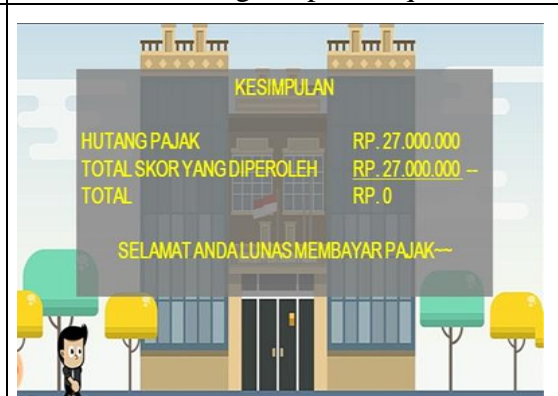 KESIMPULAN
HUTANG PAJAK RP. 27.000.000
TOTAL SKOR YANG DIPEROLEH RP. 27.000.000 --
TOTAL RP. 0
SELAMAT ANDA LUNAS MEMBAYAR PAJAK~~